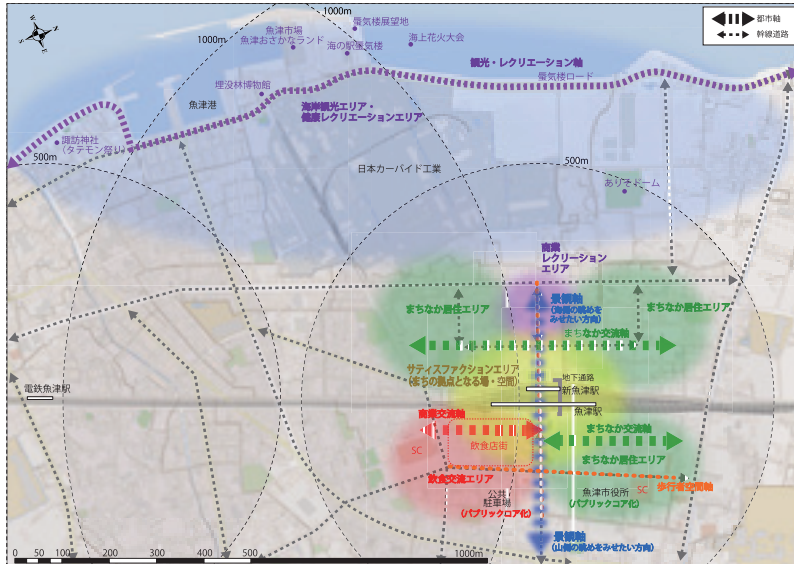 1000m
蜃気楼展望地
魚津市場
魚津おさかなランド
1000m
海の駅蜃気楼
海上花火大会
都市軸
幹線道路
観光・レクリエーション軸
蜃気楼ロード
埋没林博物館
魚津港
海岸観光エリア・
健康レクリエーションエリア
諏訪神社
(タテモン祭り)
500m
500m
日本カーバイド工業
ありそドーム
商業
レクリーション
エリア
景観軸
(海側の眺めを
みせたい方向)
まちなか居住エリア
まちなか居住エリア
まちなか交流軸
サティスファクションエリア
(まちの拠点となる場・空間)
地下通路
新魚津駅
電鉄魚津駅
魚津駅
商業交流軸
まちなか交流軸
SC
飲食店街
まちなか居住エリア
飲食交流エリア
歩行者空間軸
公共
駐車場
(パブリックコア化)
魚津市役所
SC
(パブリックコア化)
景観軸
(山側の眺めをみせたい方向)
0 50 100 200 300 400 500 1000m